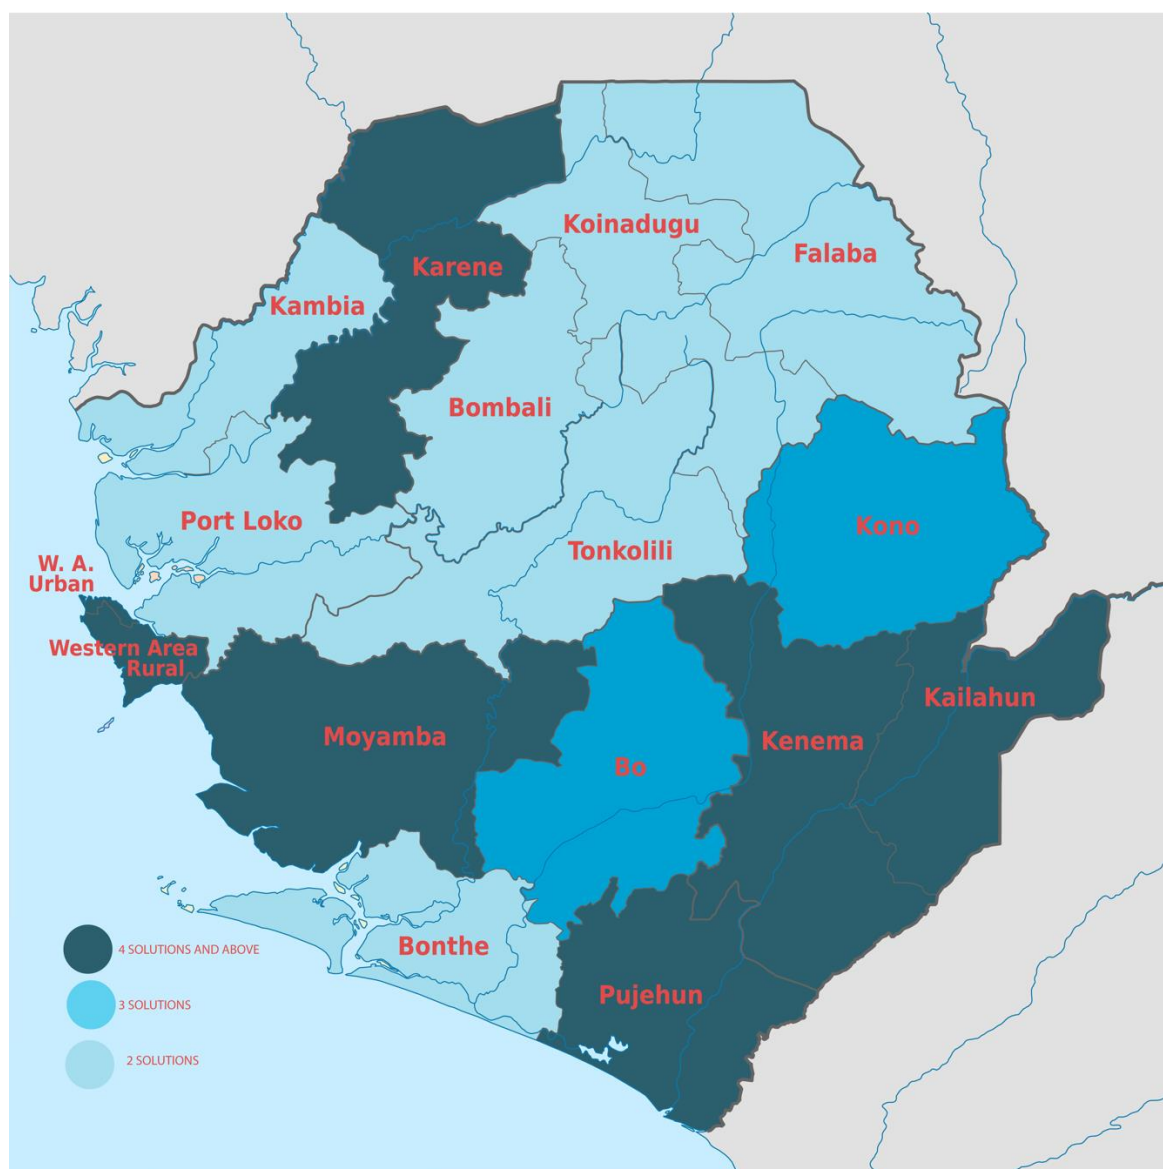 Koinadugu
Falaba
Karene
Kambia
Bombali
Port Loko
Kono
Tonkolili
W. A.
Urban
Western Area
Rural
Kailahun
Moyamba
Kenema
Bo
Bonthe
Pujehun
4 SOLUTIONS AND ABOVE
3 SOLUTIONS
2 SOLUTIONS